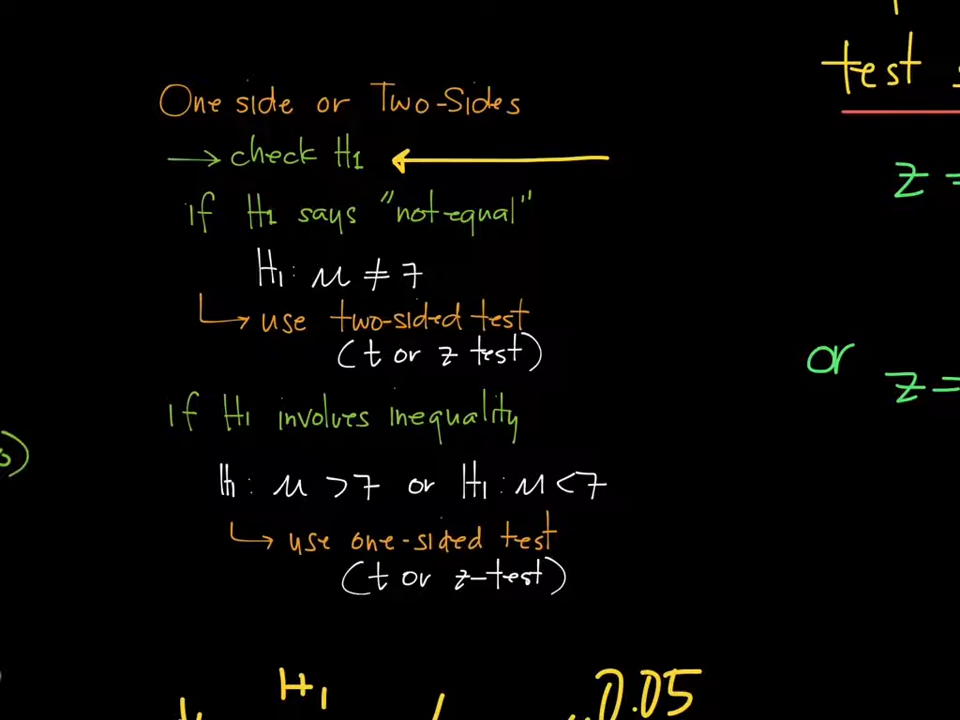 One side or Two-Sides
→ check H1
if H1 says "not equal"
H1: μ ≠ 7
↳ use two-sided test
(t or z test)
if H1 involves inequality
H1: μ > 7 or H1: μ < 7
↳ use one-sided test
(t or z-test)
test
z =
or
z =
H1
0.05